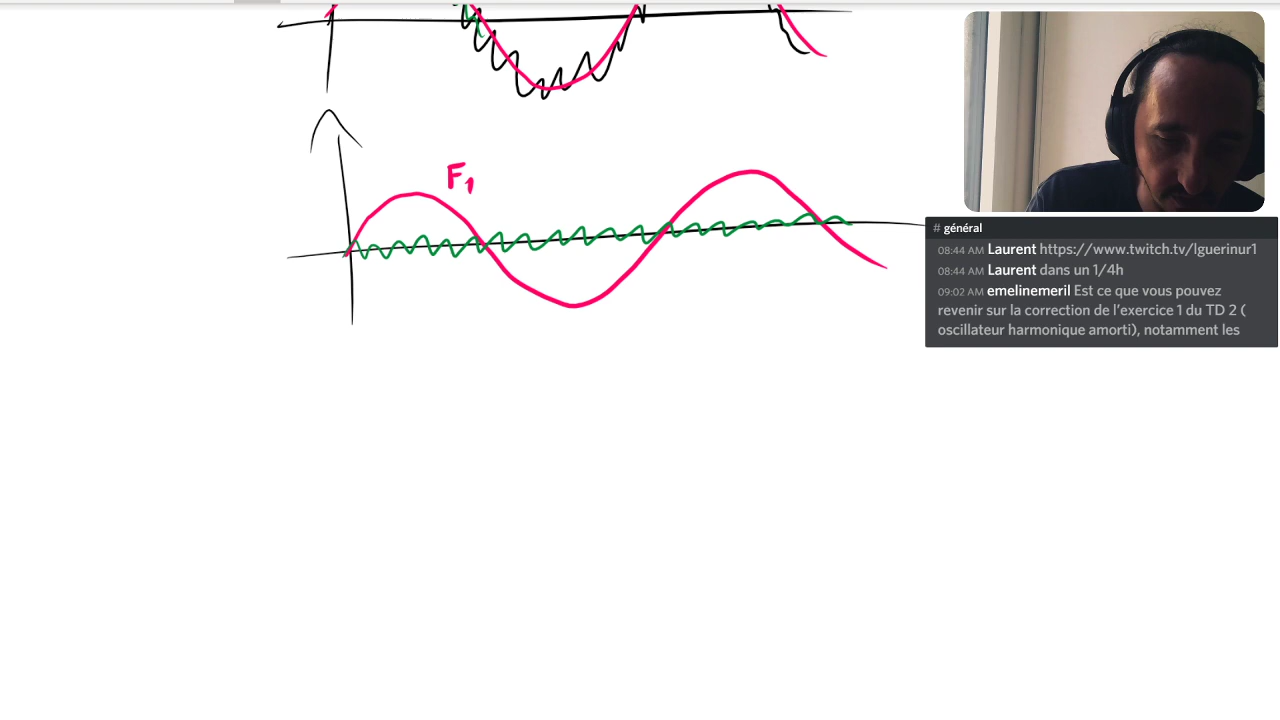 F1
# général
08:44 AM Laurent https://www.twitch.tv/lguerinur1
08:44 AM Laurent dans un 1/4h
09:02 AM emelinemeril Est ce que vous pouvez
revenir sur la correction de l'exercice 1 du TD 2 (
oscillateur harmonique amorti), notamment les